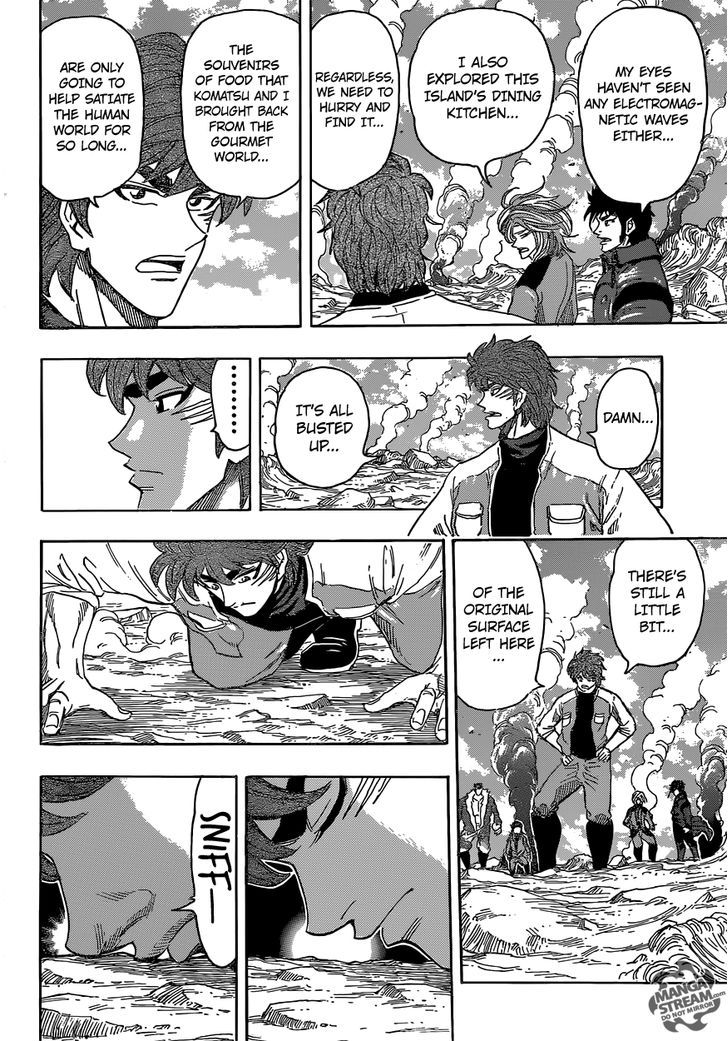 MY EYES
HAVEN'T SEEN
ANY ELECTROMAG-
NETIC WAVES
EITHER...
I ALSO
EXPLORED THIS
ISLAND'S DINING
KITCHEN...
REGARDLESS,
WE NEED TO
HURRY AND
FIND IT...
THE
SOUVENIRS
OF FOOD THAT
KOMATSU AND I
BROUGHT BACK
FROM THE
GOURMET
WORLD...
ARE ONLY
GOING TO
HELP SATIATE
THE HUMAN
WORLD FOR
SO LONG...
DAMN...
IT'S ALL
BUSTED
UP...
........
THERE'S
STILL A
LITTLE
BIT...
OF THE
ORIGINAL
SURFACE
LEFT HERE
...
SNIFF—
MANGA
STREAM.com
DO NOT MIRROR